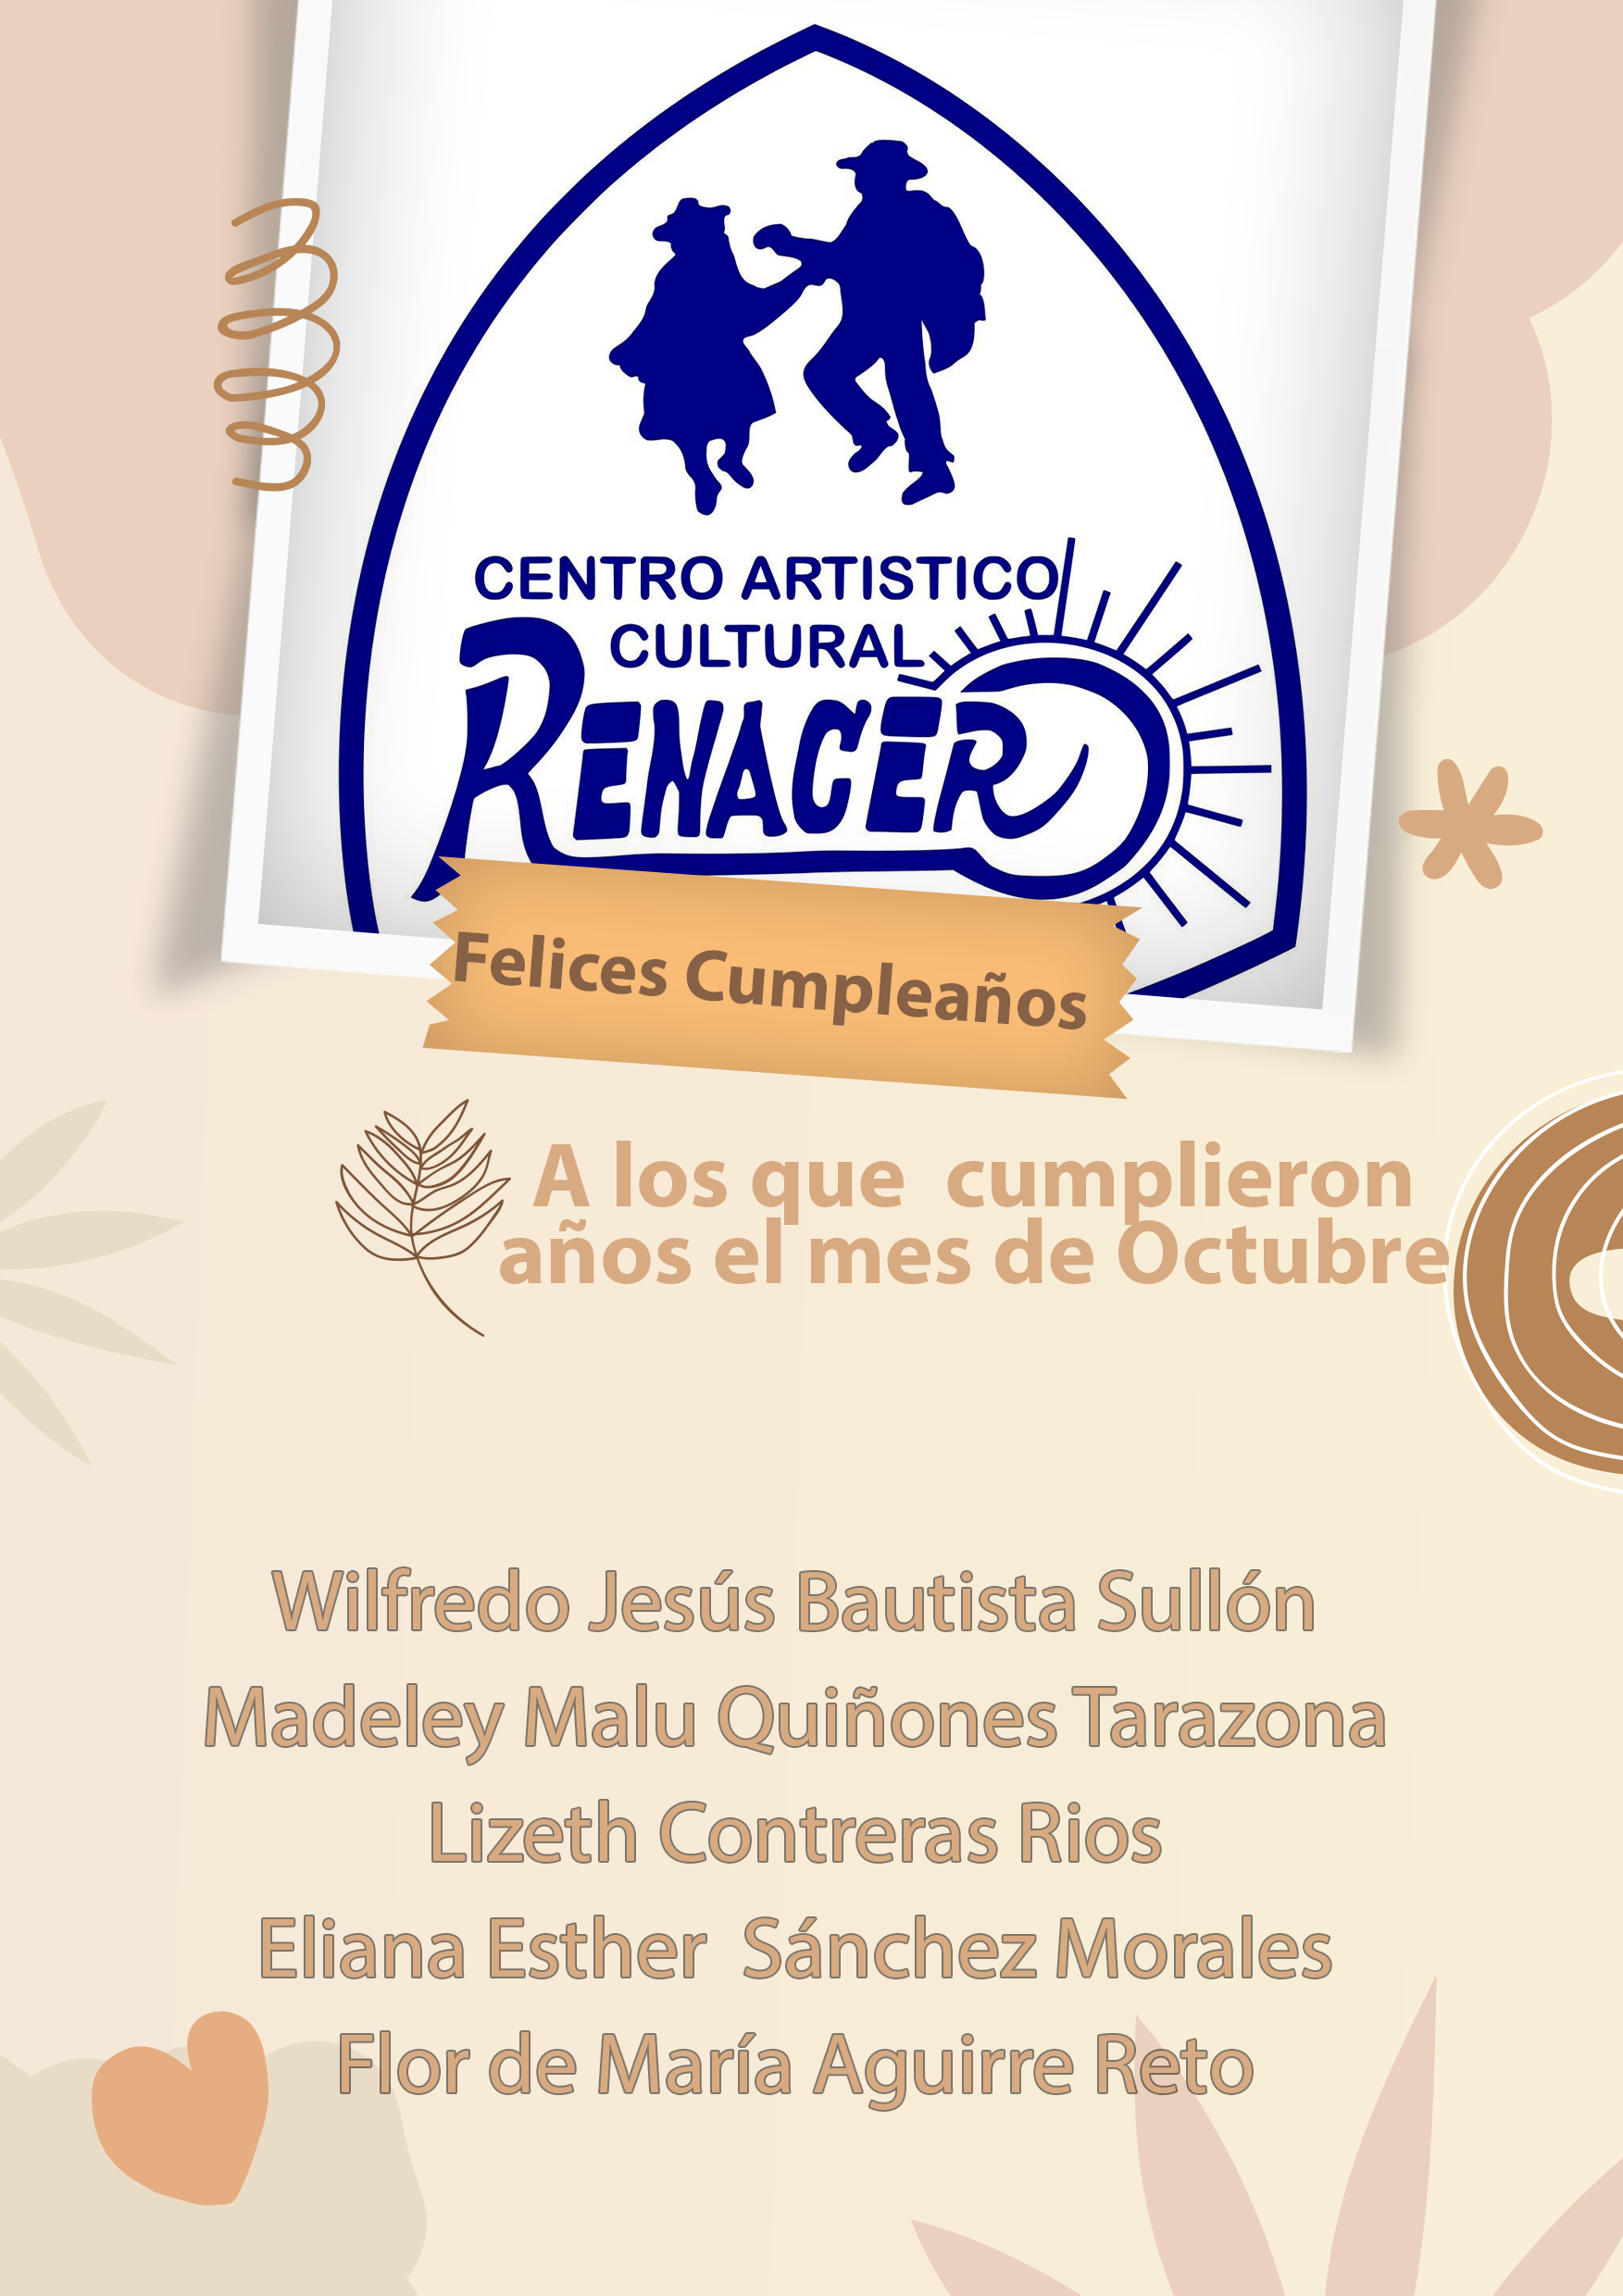 CENTRO ARTISTICO
CULTURAL
RENACER
Felices Cumpleaños
A los que  cumplieron
años el mes de Octubre
Wilfredo Jesús Bautista Sullón
Madeley Malu Quiñones Tarazona
Lizeth Contreras Rios
Eliana Esther  Sánchez Morales
Flor de María Aguirre Reto